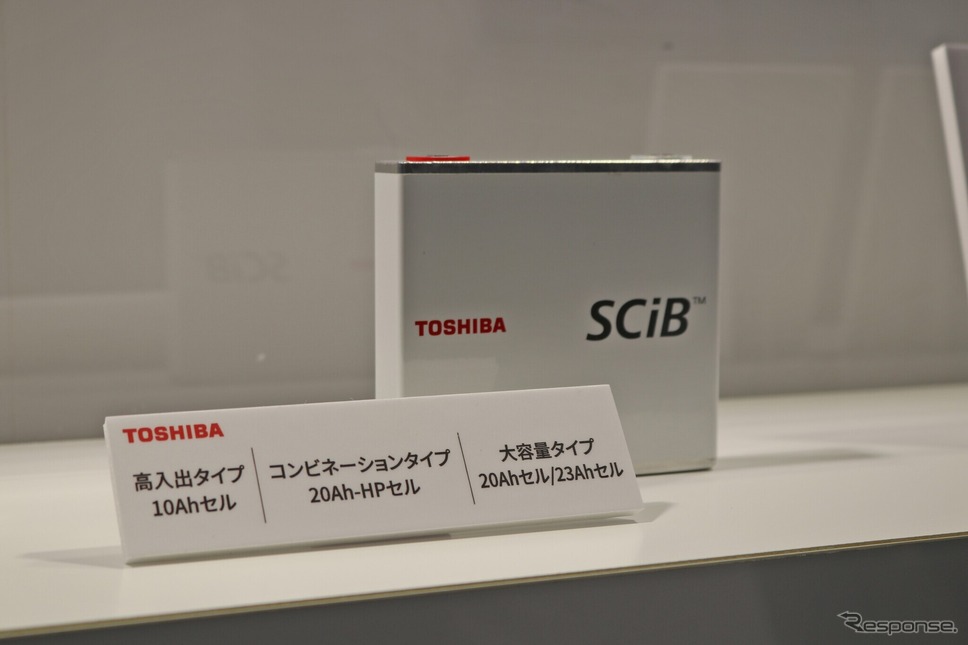 TOSHIBA
SCiB™
TOSHIBA
高入出タイプ
10Ahセル
コンビネーションタイプ
20Ah-HPセル
大容量タイプ
20Ahセル/23Ahセル
SCiB
Response.